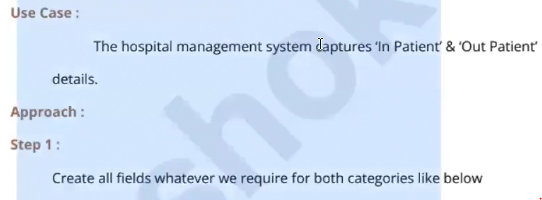 Use Case :
The hospital management system captures ‘In Patient’ & ‘Out Patient’
details.
Approach :
Step 1 :
Create all fields whatever we require for both categories like below